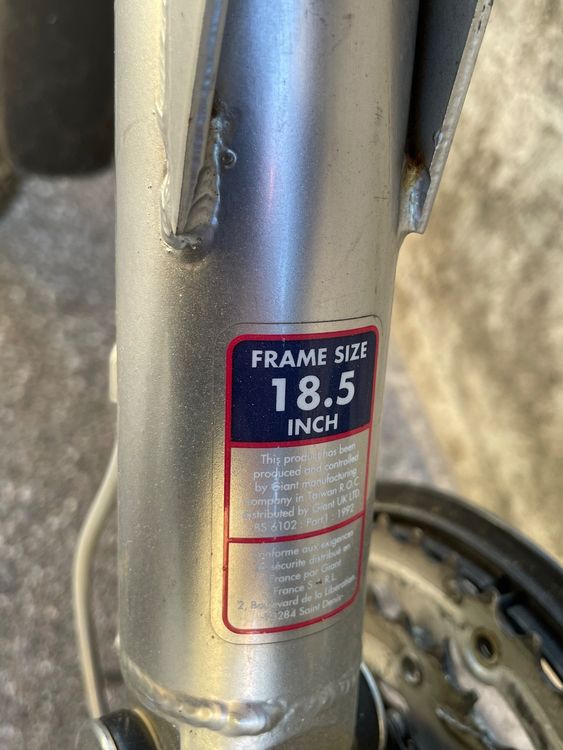 FRAME SIZE
18.5
INCH
This product has been
produced and controlled
by Giant manufacturing
company in Taiwan R.O.C
distributed by Giant UK LTD
BS 6102 : Part 1 : 1992
conforme aux exigences
sécurité distribué en
France par Giant
France S.A.R.L.
2, Boulevard de la Liberation,
93284 Saint Denis.